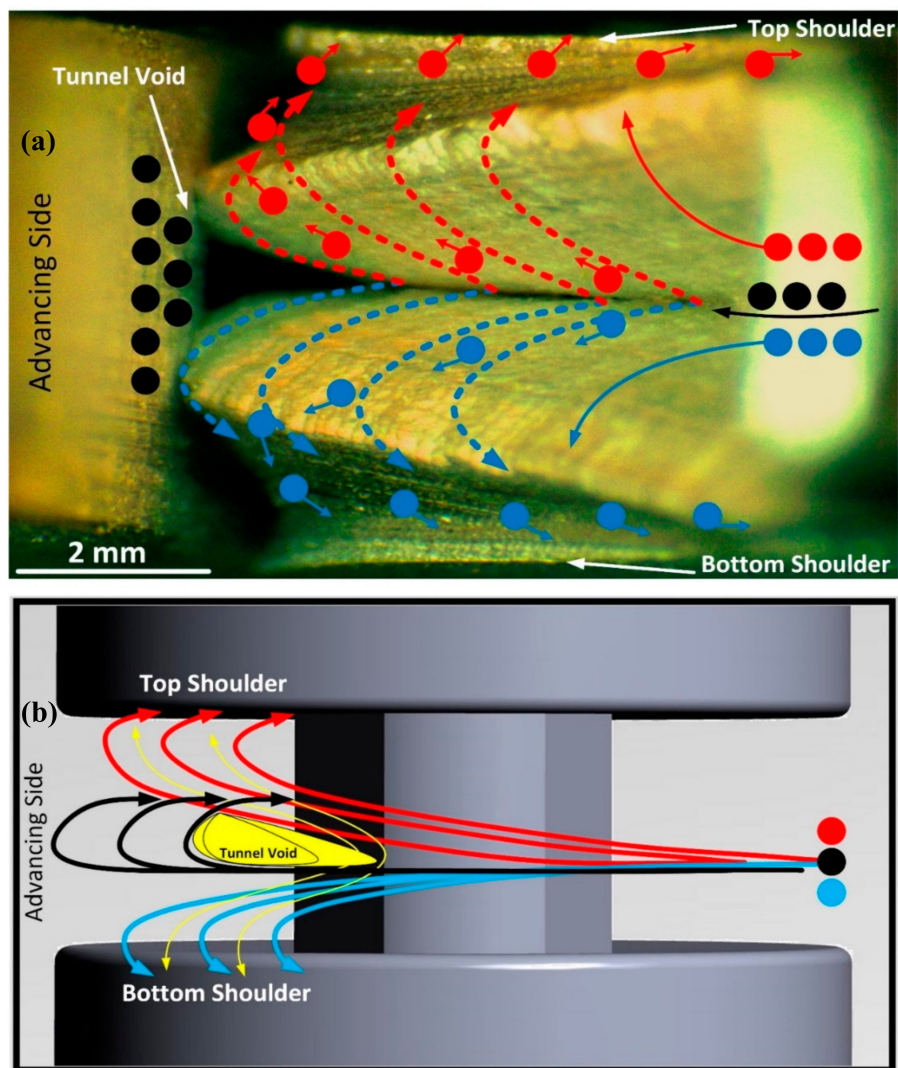 Top Shoulder
Tunnel Void
(a)
Advancing Side
2 mm
Bottom Shoulder
Top Shoulder
(b)
Advancing Side
Tunnel Void
Bottom Shoulder